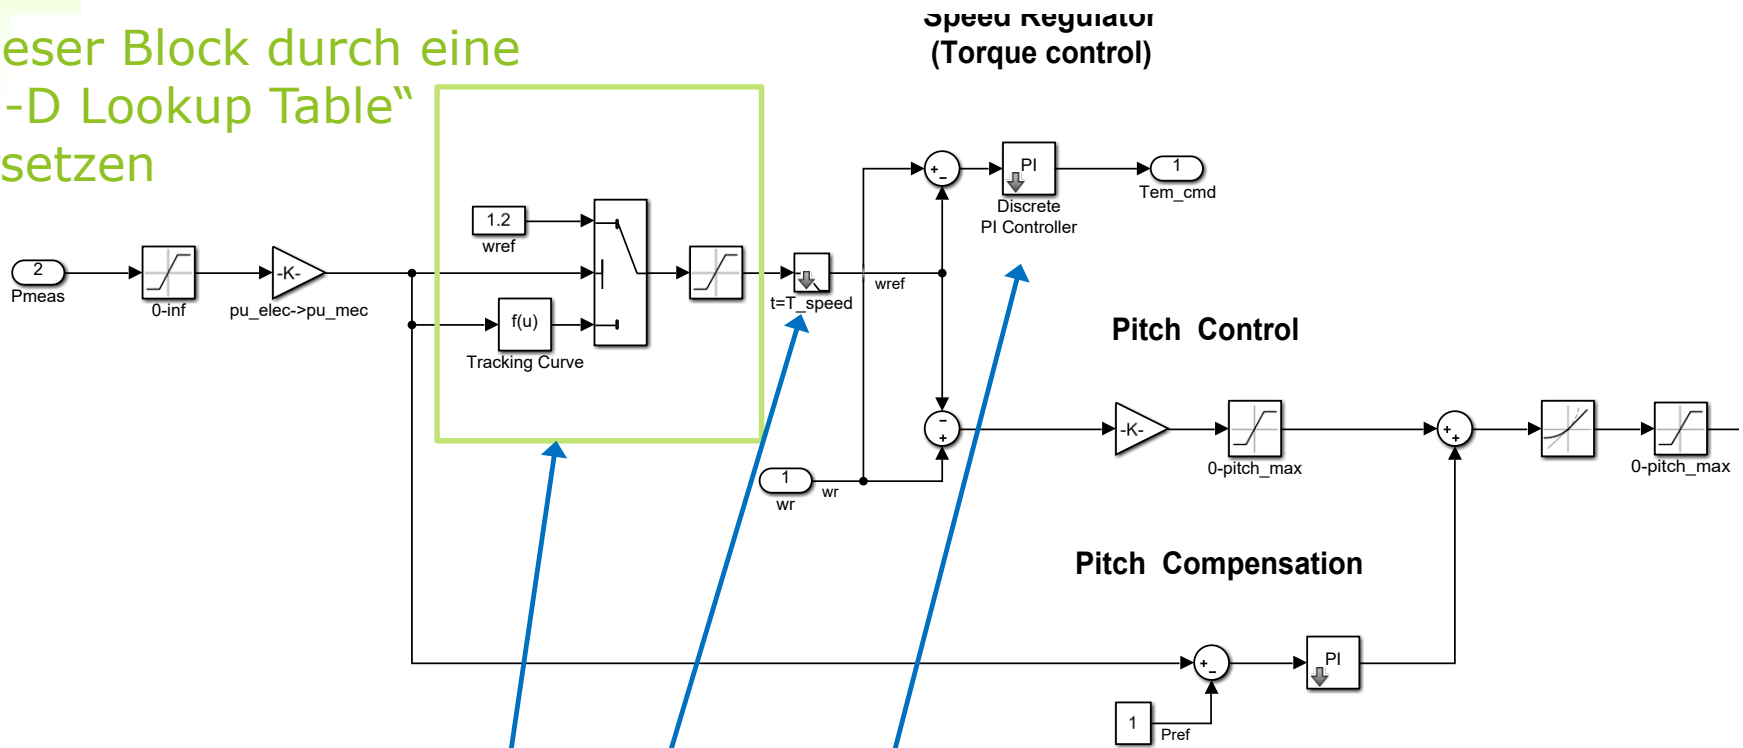 eser Block durch eine
-D Lookup Table“
setzen
Speed Regulator
(Torque control)
2
Pmeas
0-inf
-K-
pu_elec->pu_mec
1.2
wref
f(u)
Tracking Curve
t=T_speed
wref
+
-
PI
Discrete
PI Controller
1
Tem_cmd
Pitch Control
-
+
1
wr
wr
-K-
0-pitch_max
+
+
0-pitch_max
Pitch Compensation
+
-
PI
1
Pref